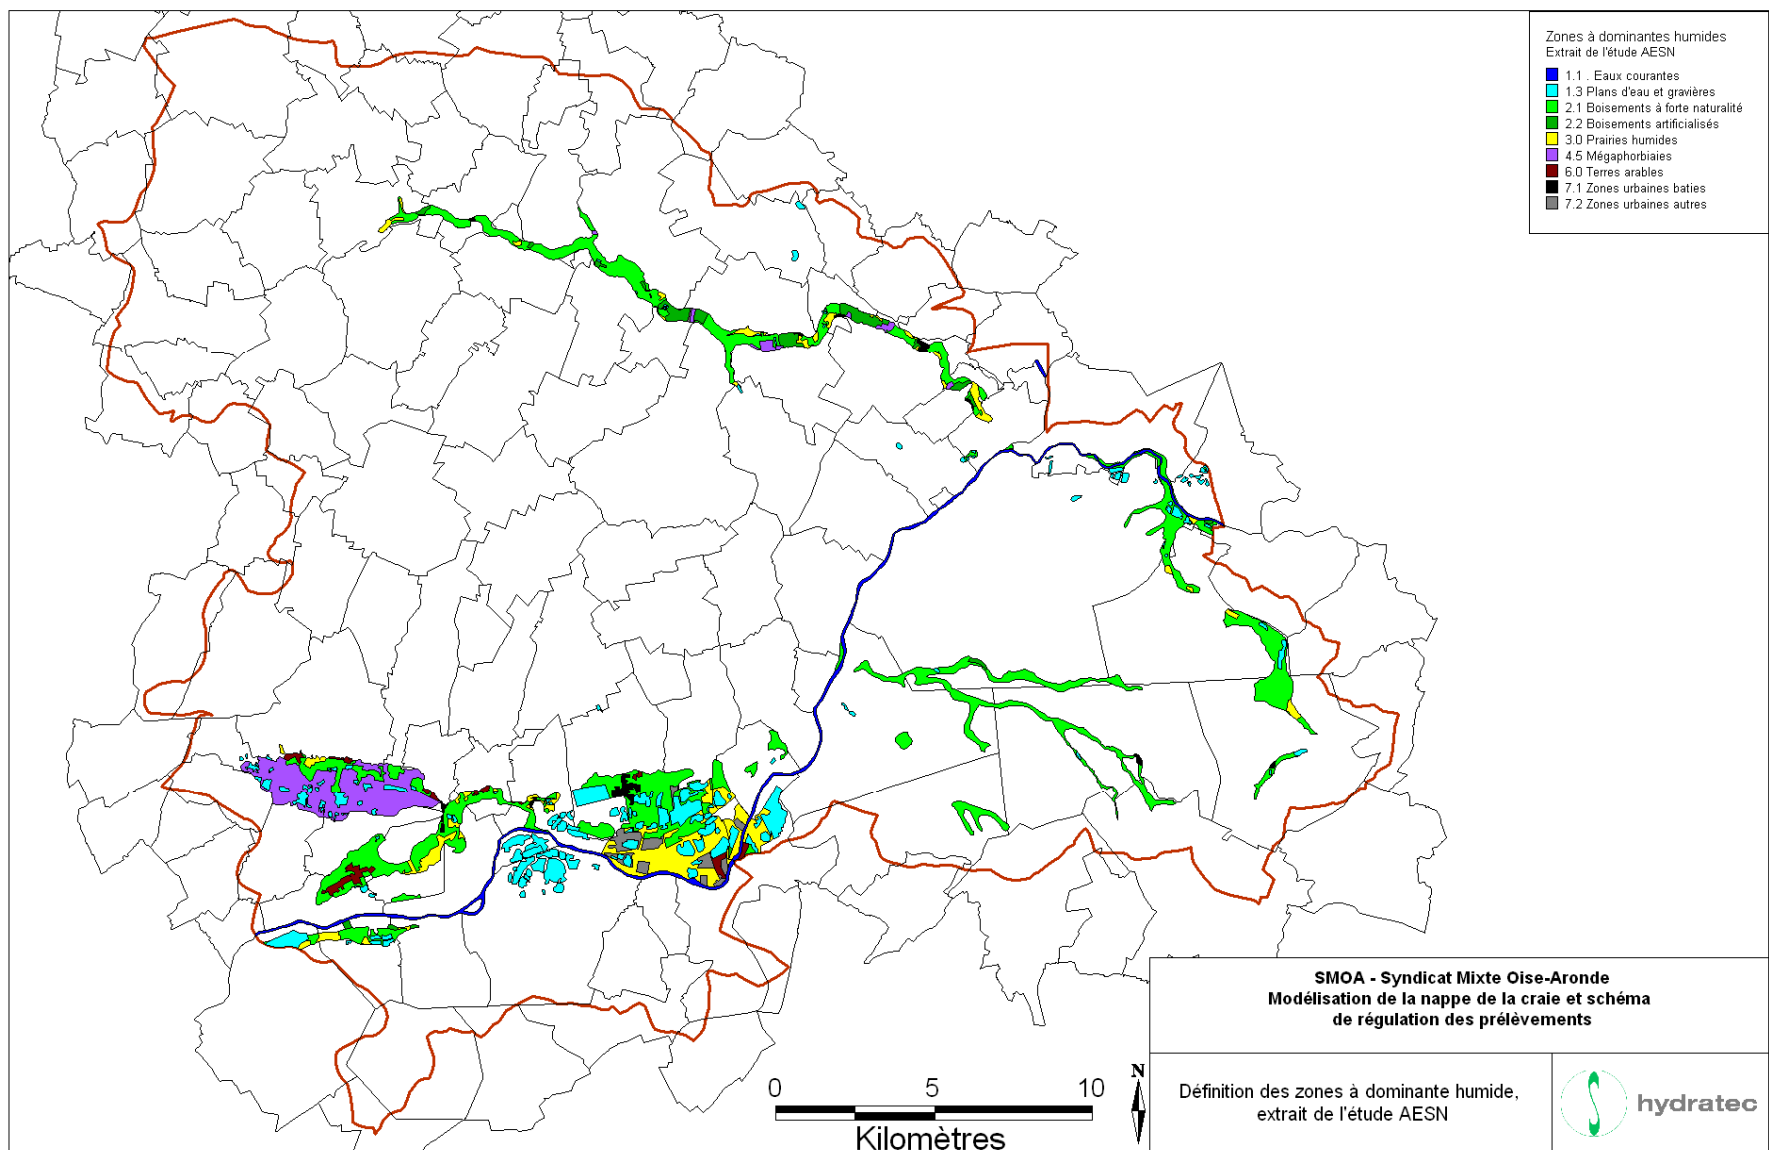 Zones à dominantes humides
Extrait de l'étude AESN
1.1 . Eaux courantes
1.3 Plans d'eau et gravières
2.1 Boisements à forte naturalité
2.2 Boisements artificialisés
3.0 Prairies humides
4.5 Mégaphorbiaies
6.0 Terres arables
7.1 Zones urbaines baties
7.2 Zones urbaines autres
SMOA - Syndicat Mixte Oise-Aronde
Modélisation de la nappe de la craie et schéma
de régulation des prélèvements
0 5 10
Kilomètres
N
Définition des zones à dominante humide,
extrait de l'étude AESN
hydratec